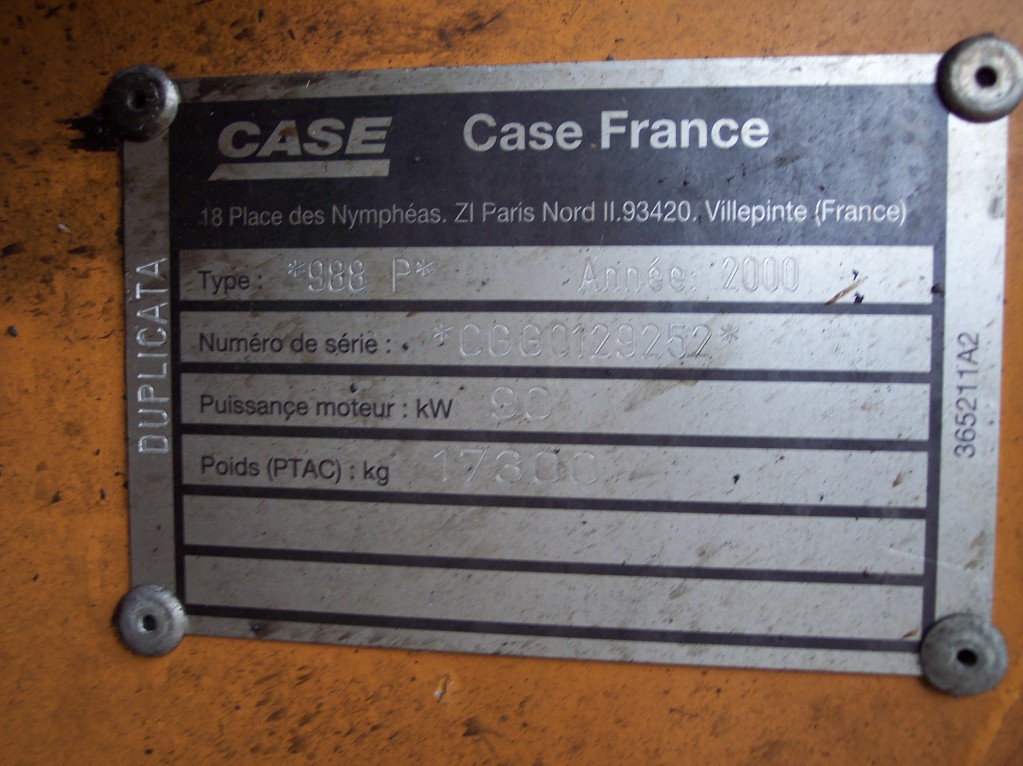 CASE Case France
18 Place des Nymphéas. ZI Paris Nord II.93420. Villepinte (France)
Type : *988 P* Année: 2000
Numéro de série : *CGG0129252*
Puissance moteur : kW 90
Poids (PTAC) : kg 17300
DUPLICATA
365211A2